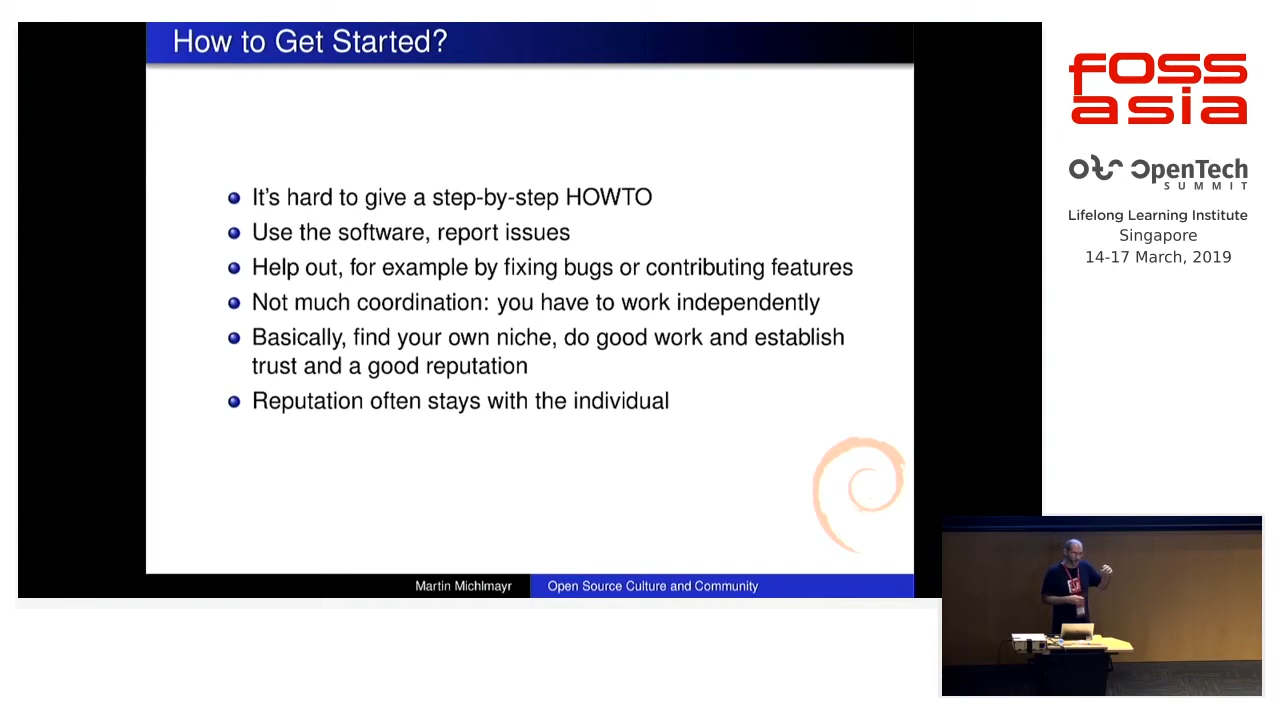 How to Get Started?
It's hard to give a step-by-step HOWTO
Use the software, report issues
Help out, for example by fixing bugs or contributing features
Not much coordination: you have to work independently
Basically, find your own niche, do good work and establish
trust and a good reputation
Reputation often stays with the individual
Martin Michlmayr
Open Source Culture and Community
fOSS
asia
OpenTech
SUMMIT
Lifelong Learning Institute
Singapore
14-17 March, 2019